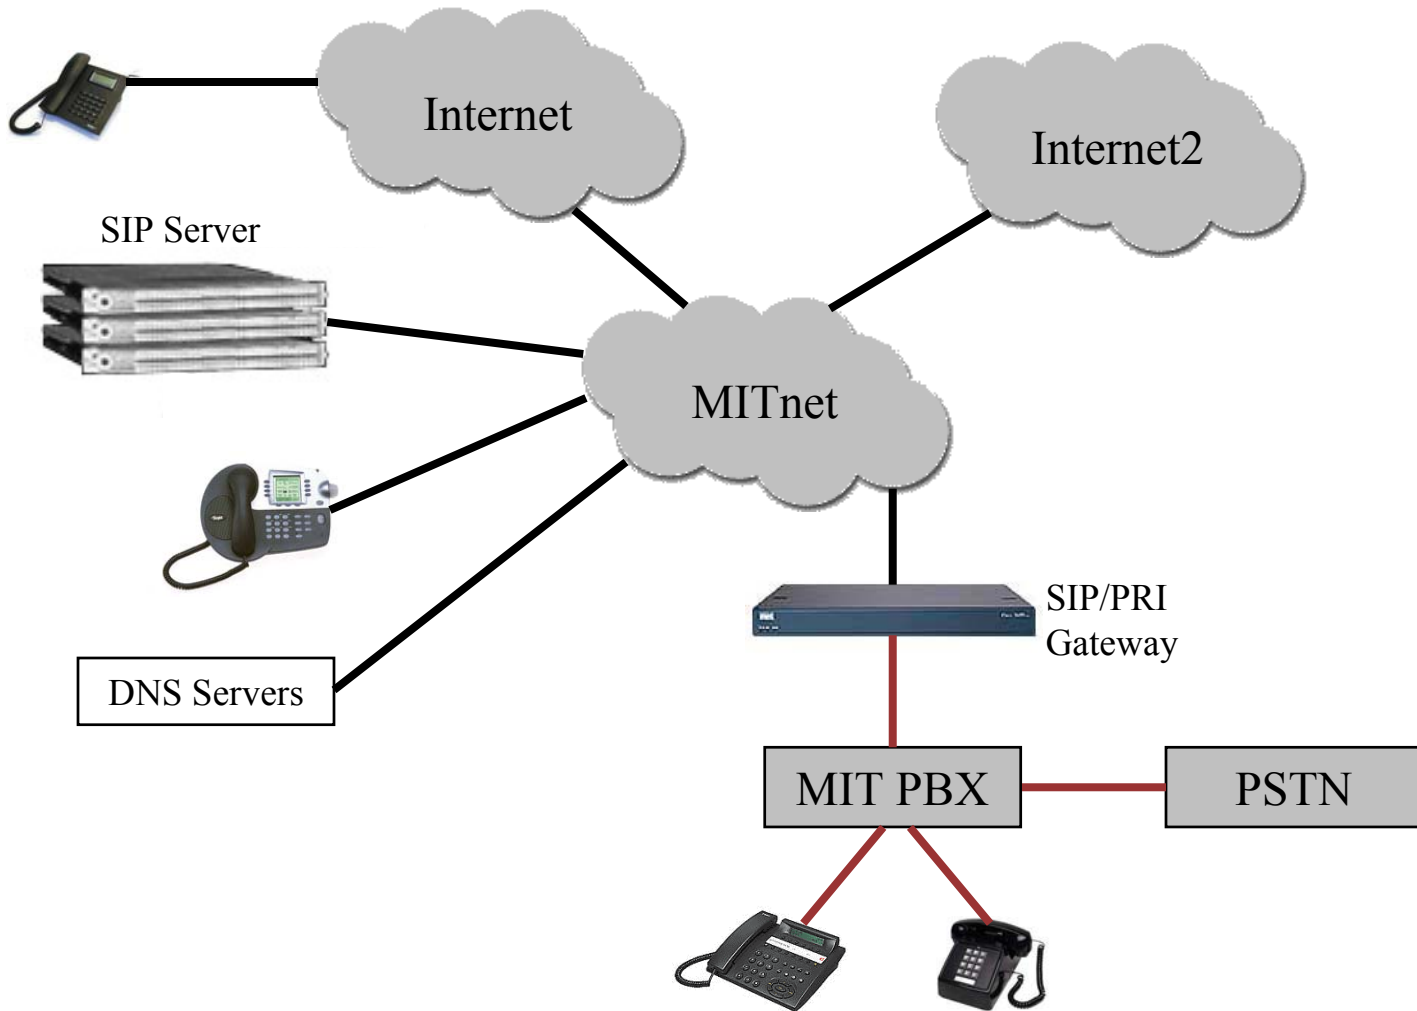 Internet
Internet2
SIP Server
MITnet
SIP/PRI
Gateway
DNS Servers
MIT PBX
PSTN